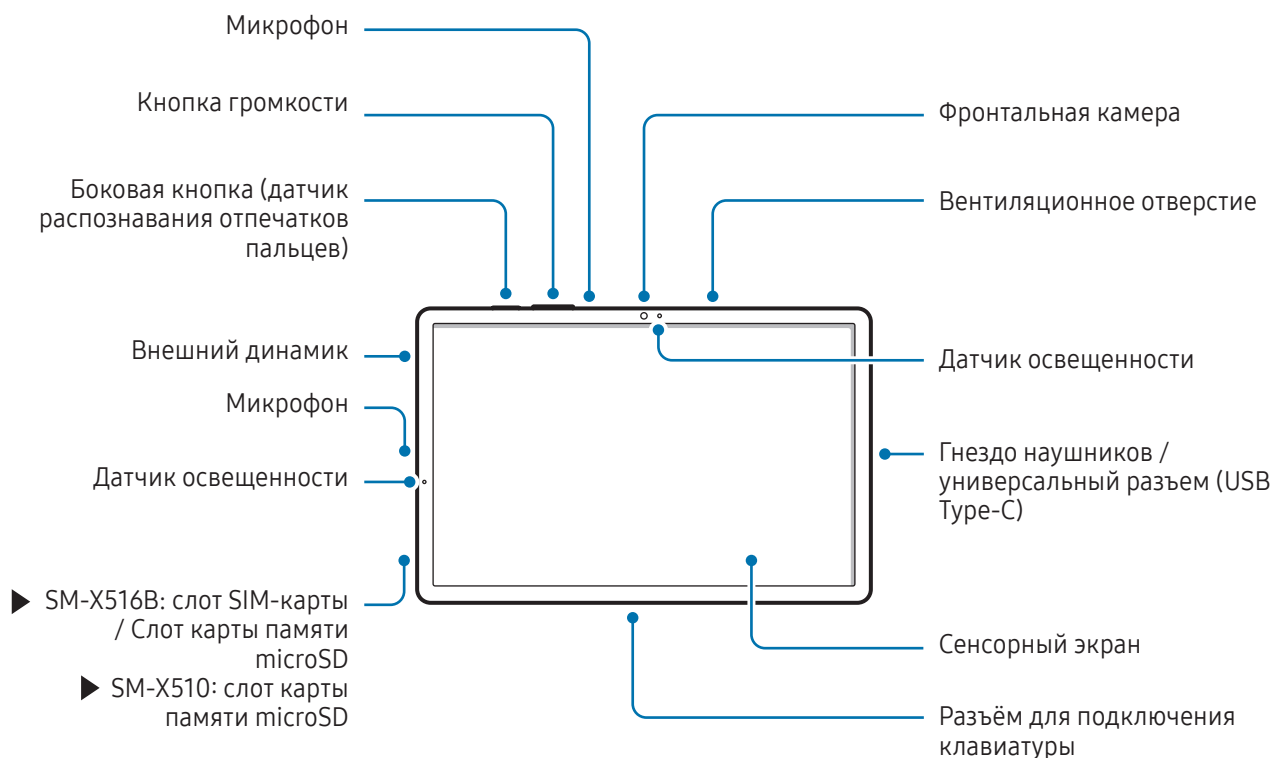 Микрофон
Кнопка громкости
Боковая кнопка (датчик
распознавания отпечатков
пальцев)
Внешний динамик
Микрофон
Датчик освещенности
SM-X516B: слот SIM-карты
/ Слот карты памяти
microSD
SM-X510: слот карты
памяти microSD
Фронтальная камера
Вентиляционное отверстие
Датчик освещенности
Гнездо наушников /
универсальный разъем (USB
Type-C)
Сенсорный экран
Разъём для подключения
клавиатуры